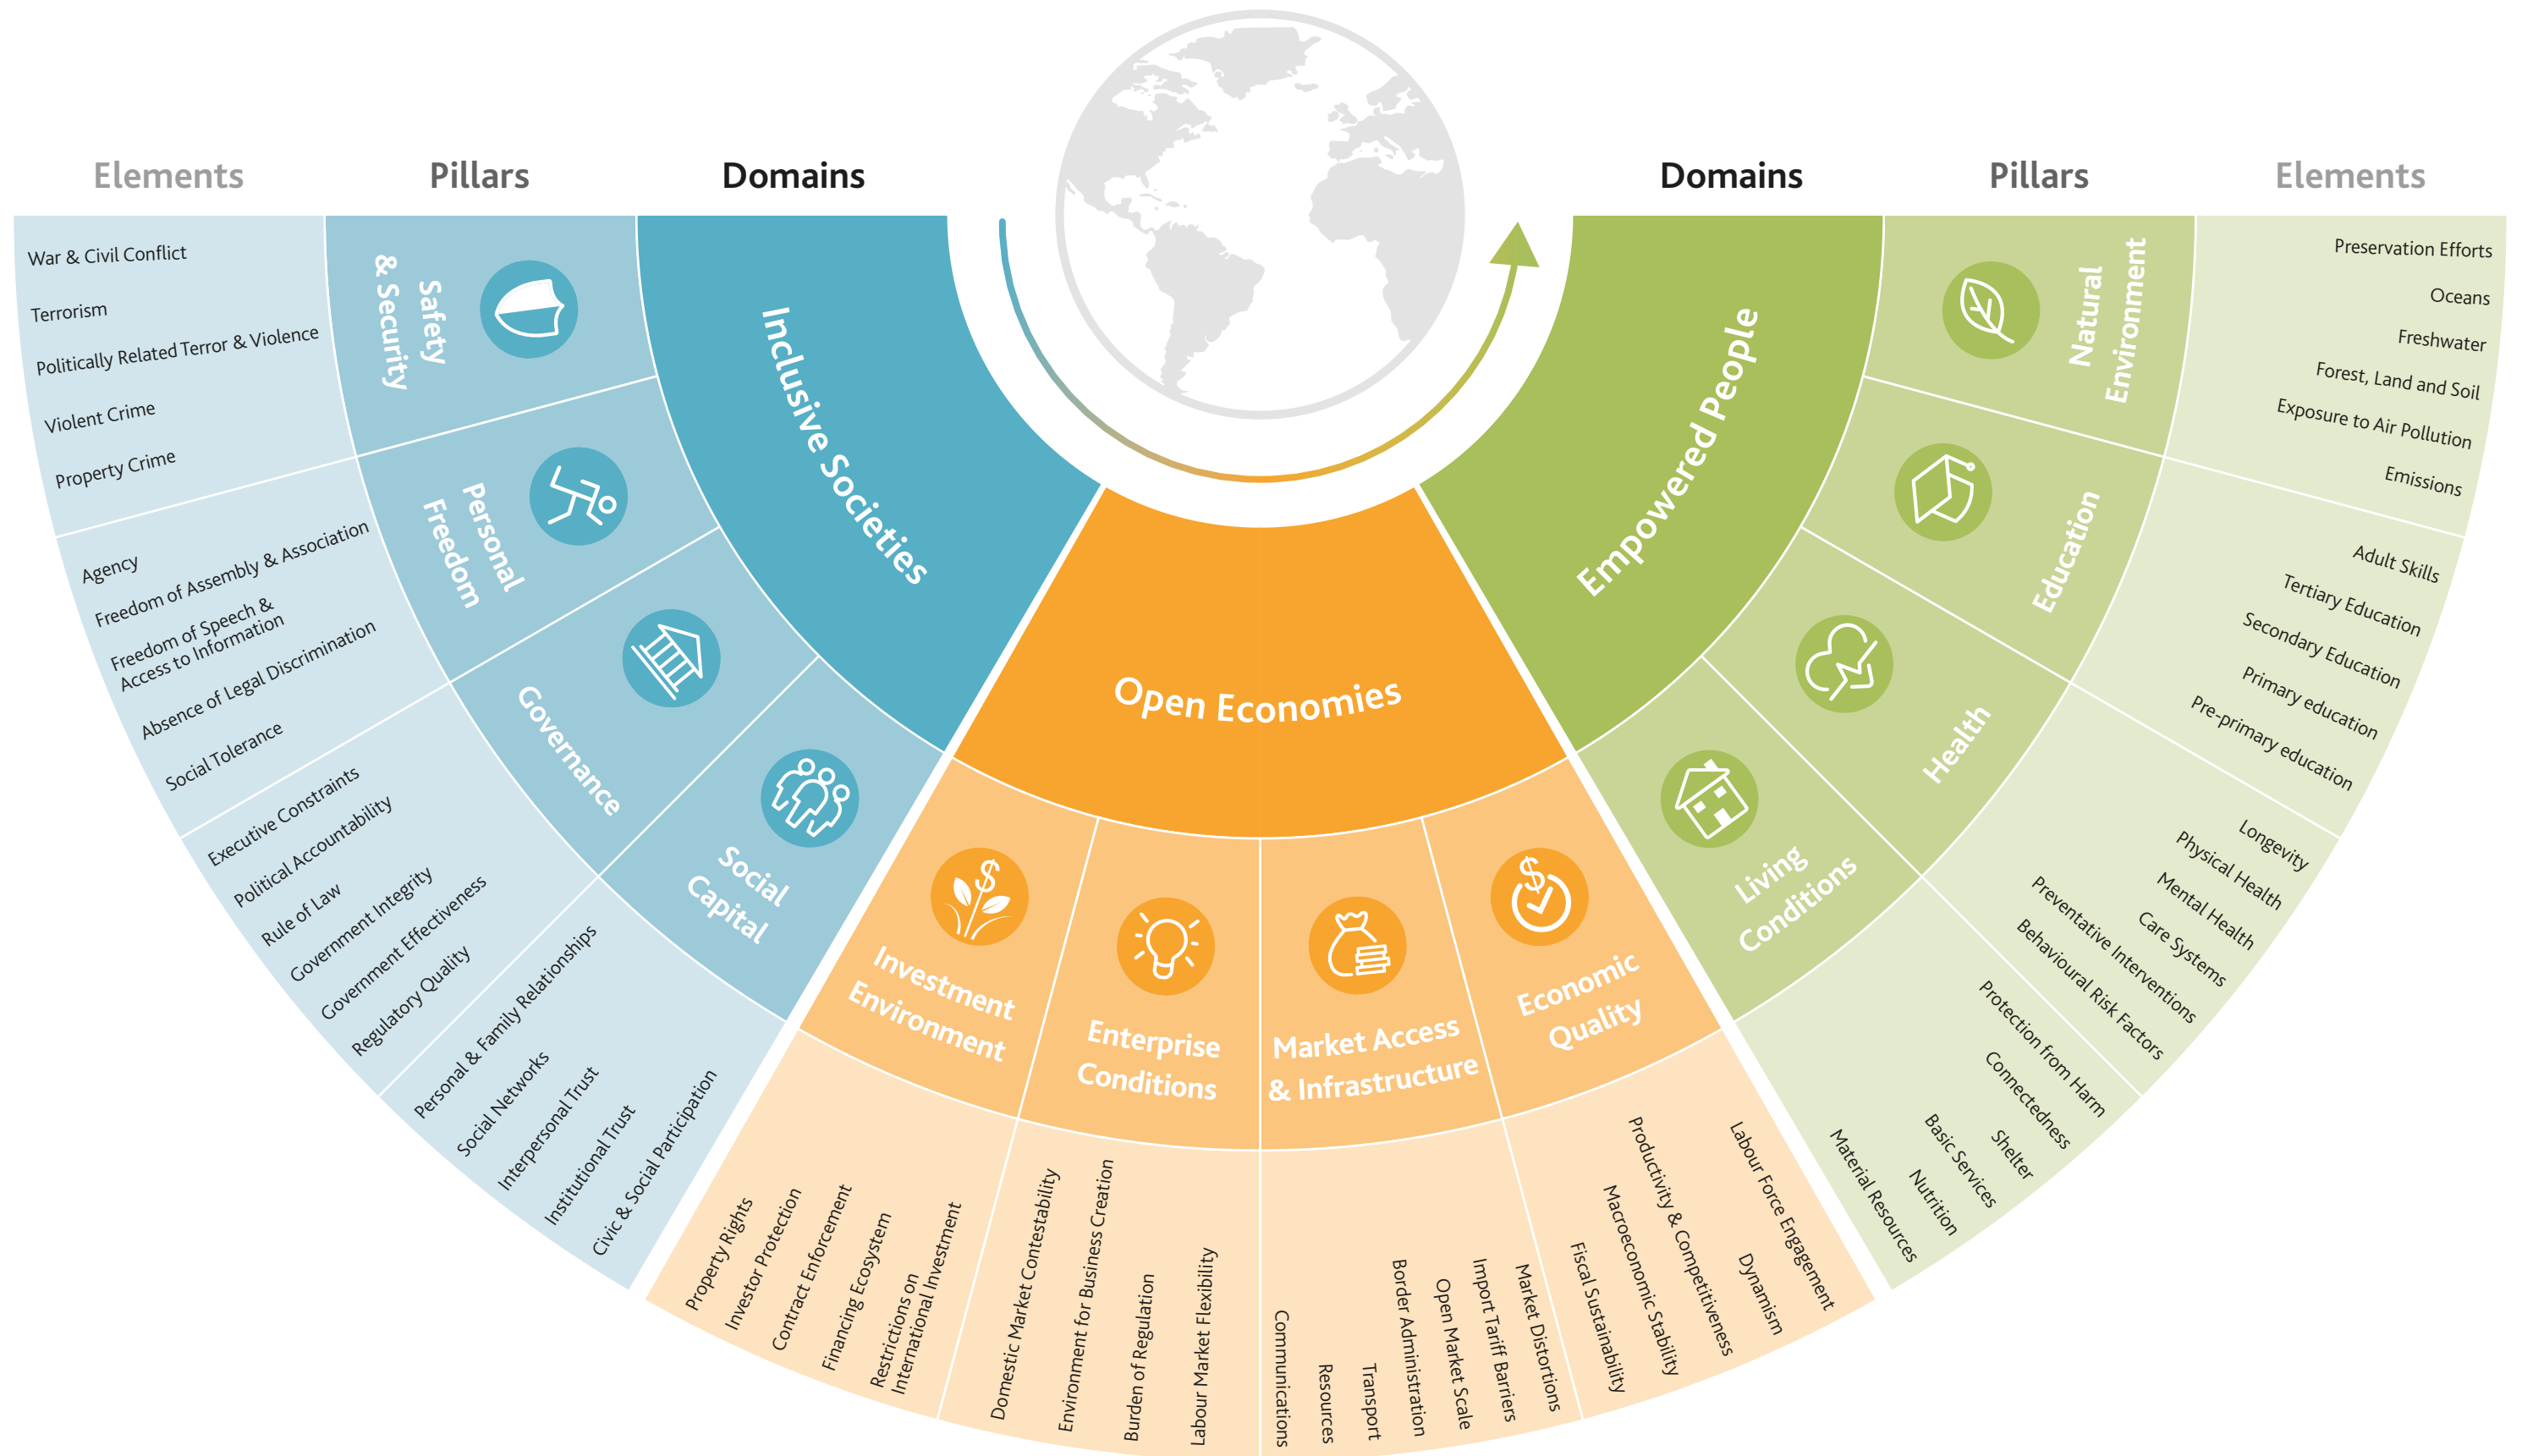 Elements
Pillars
Domains
Domains
Pillars
Elements
Inclusive Societies
Safety
& Security
War & Civil Conflict
Terrorism
Politically Related Terror & Violence
Violent Crime
Property Crime
Personal
Freedom
Agency
Freedom of Assembly & Association
Freedom of Speech &
Access to Information
Absence of Legal Discrimination
Social Tolerance
Governance
Executive Constraints
Political Accountability
Rule of Law
Government Integrity
Government Effectiveness
Regulatory Quality
Social
Capital
Personal & Family Relationships
Social Networks
Interpersonal Trust
Institutional Trust
Civic & Social Participation
Open Economies
$
Investment
Environment
Property Rights
Investor Protection
Contract Enforcement
Financing Ecosystem
Restrictions on
International Investment
Enterprise
Conditions
Domestic Market Contestability
Environment for Business Creation
Burden of Regulation
Labour Market Flexibility
Market Access
& Infrastructure
Communications
Resources
Transport
Border Administration
Open Market Scale
Import Tariff Barriers
Market Distortions
$
Economic
Quality
Fiscal Sustainability
Macroeconomic Stability
Productivity & Competitiveness
Dynamism
Labour Force Engagement
Empowered People
Living
Conditions
Material Resources
Nutrition
Basic Services
Shelter
Connectedness
Protection from Harm
Health
Behavioural Risk Factors
Preventative Interventions
Care Systems
Mental Health
Physical Health
Longevity
Education
Pre-primary education
Primary education
Secondary Education
Tertiary Education
Adult Skills
Natural
Environment
Emissions
Exposure to Air Pollution
Forest, Land and Soil
Freshwater
Oceans
Preservation Efforts